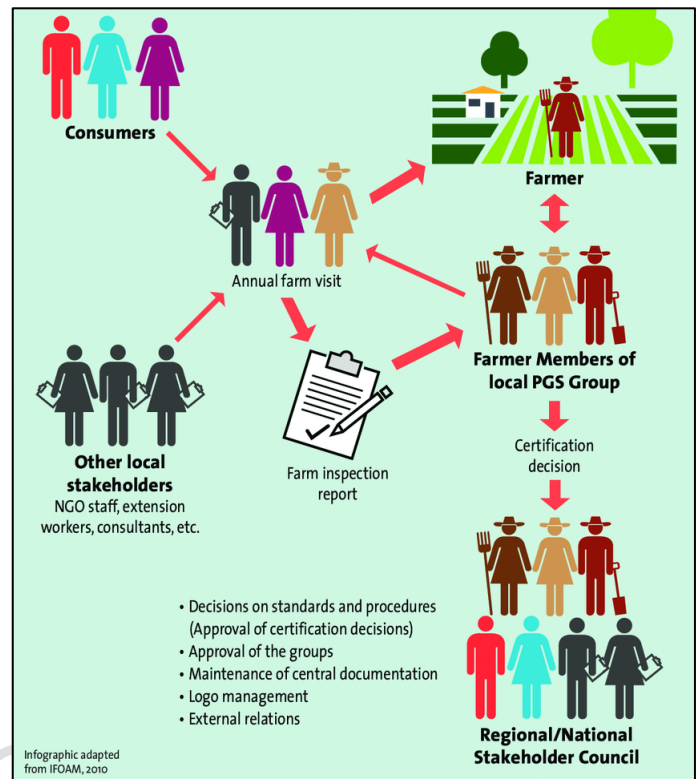 Consumers
Farmer
Annual farm visit
Farmer Members of
local PGS Group
Other local
stakeholders
NGO staff, extension
workers, consultants, etc.
Farm inspection
report
Certification
decision
• Decisions on standards and procedures
(Approval of certification decisions)
• Approval of the groups
• Maintenance of central documentation
• Logo management
• External relations
Regional/National
Stakeholder Council
Infographic adapted
from IFOAM, 2010